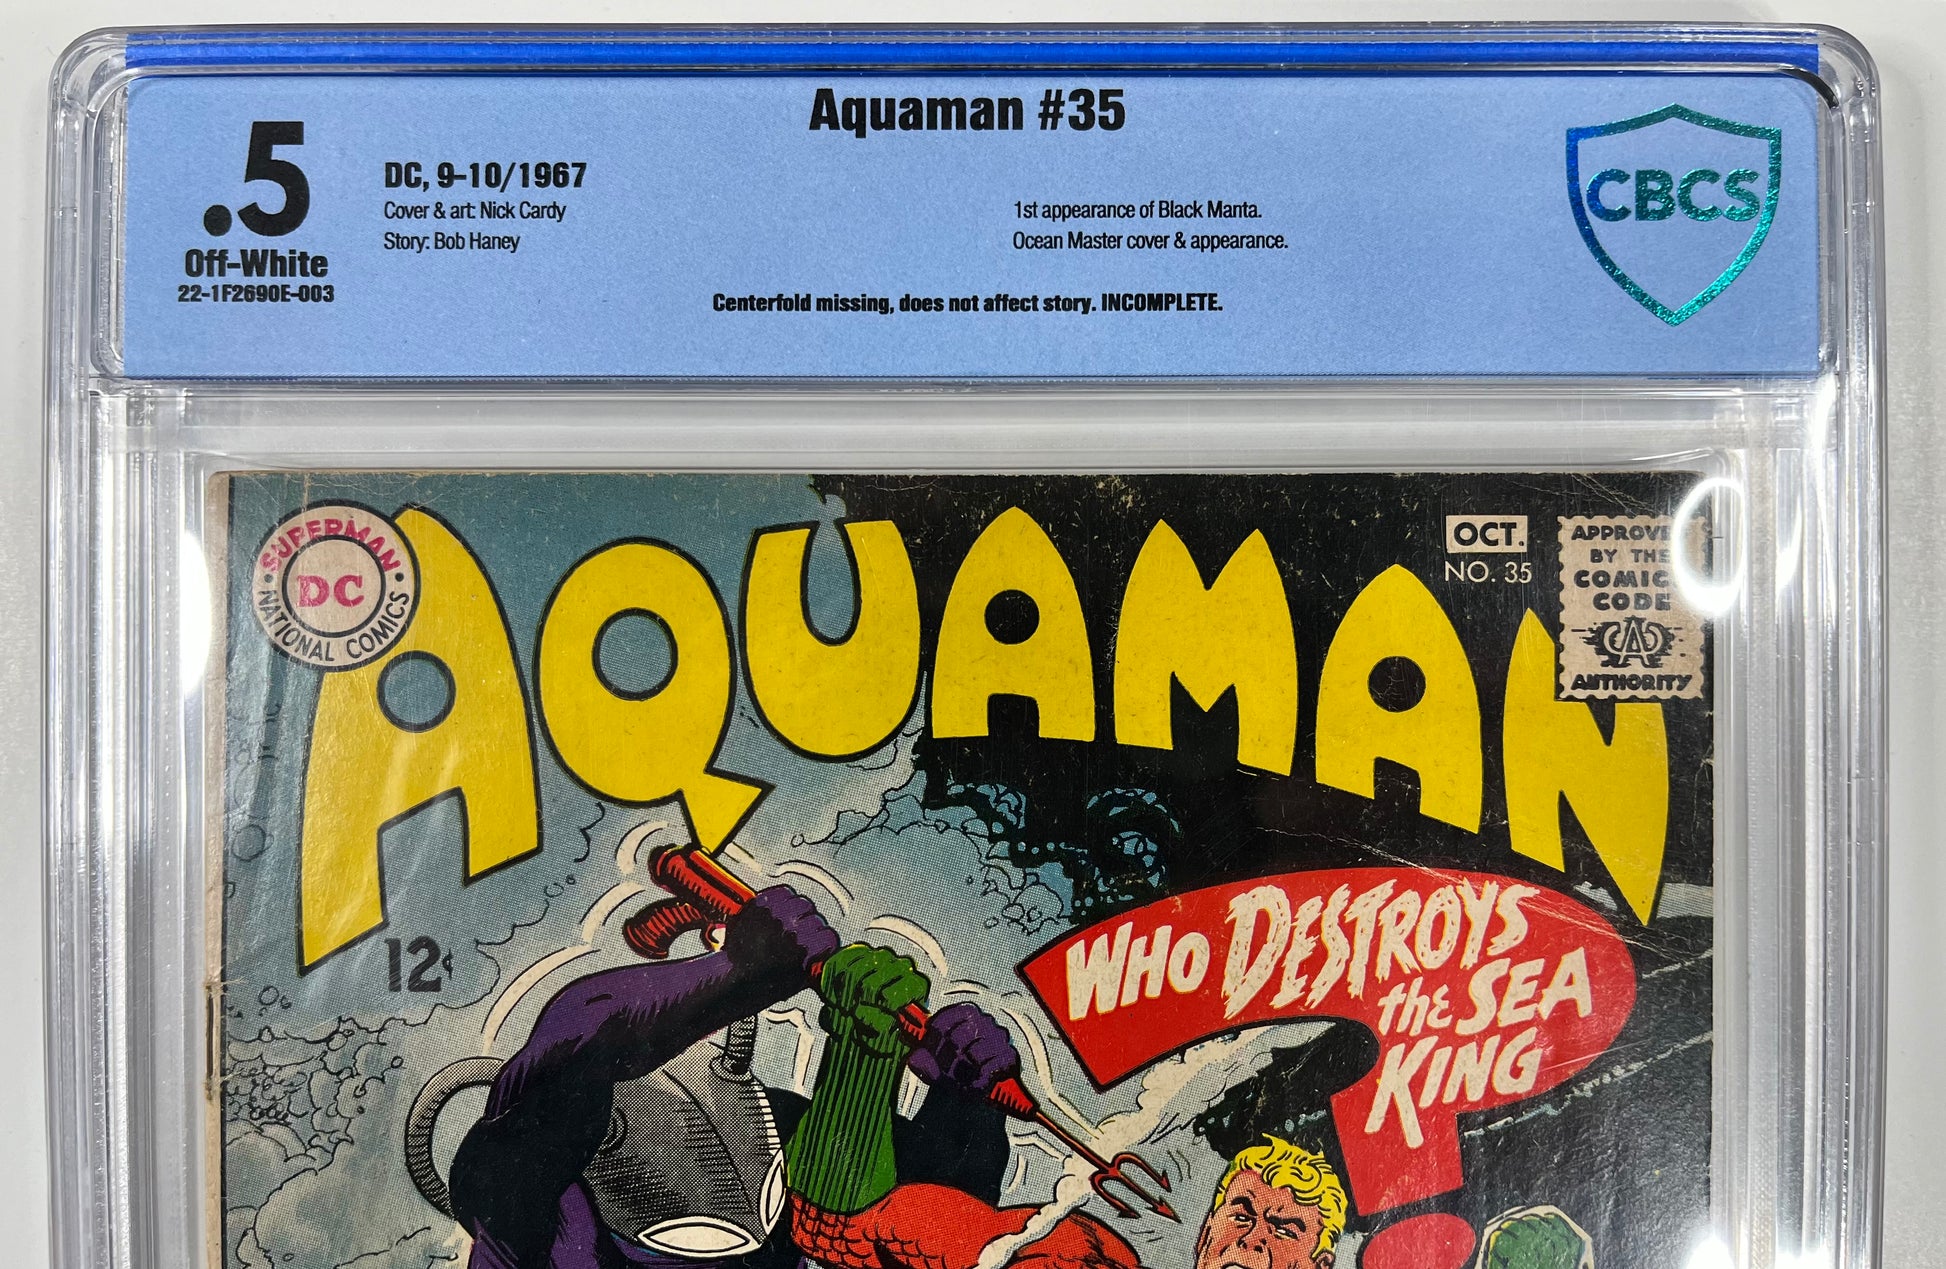 Aquaman #35
.5
Off-White
22-1F2690E-003
DC, 9-10/1967
Cover & art: Nick Cardy
Story: Bob Haney
1st appearance of Black Manta.
Ocean Master cover & appearance.
Centerfold missing, does not affect story. INCOMPLETE.
CBCS
SUPERMAN
DC
NATIONAL COMICS
AQUAMAN
OCT.
NO. 35
APPROVE
BY THE
COMIC
CODE
CA
AUTHORITY
12¢
WHO DESTROYS
the SEA
KING
?